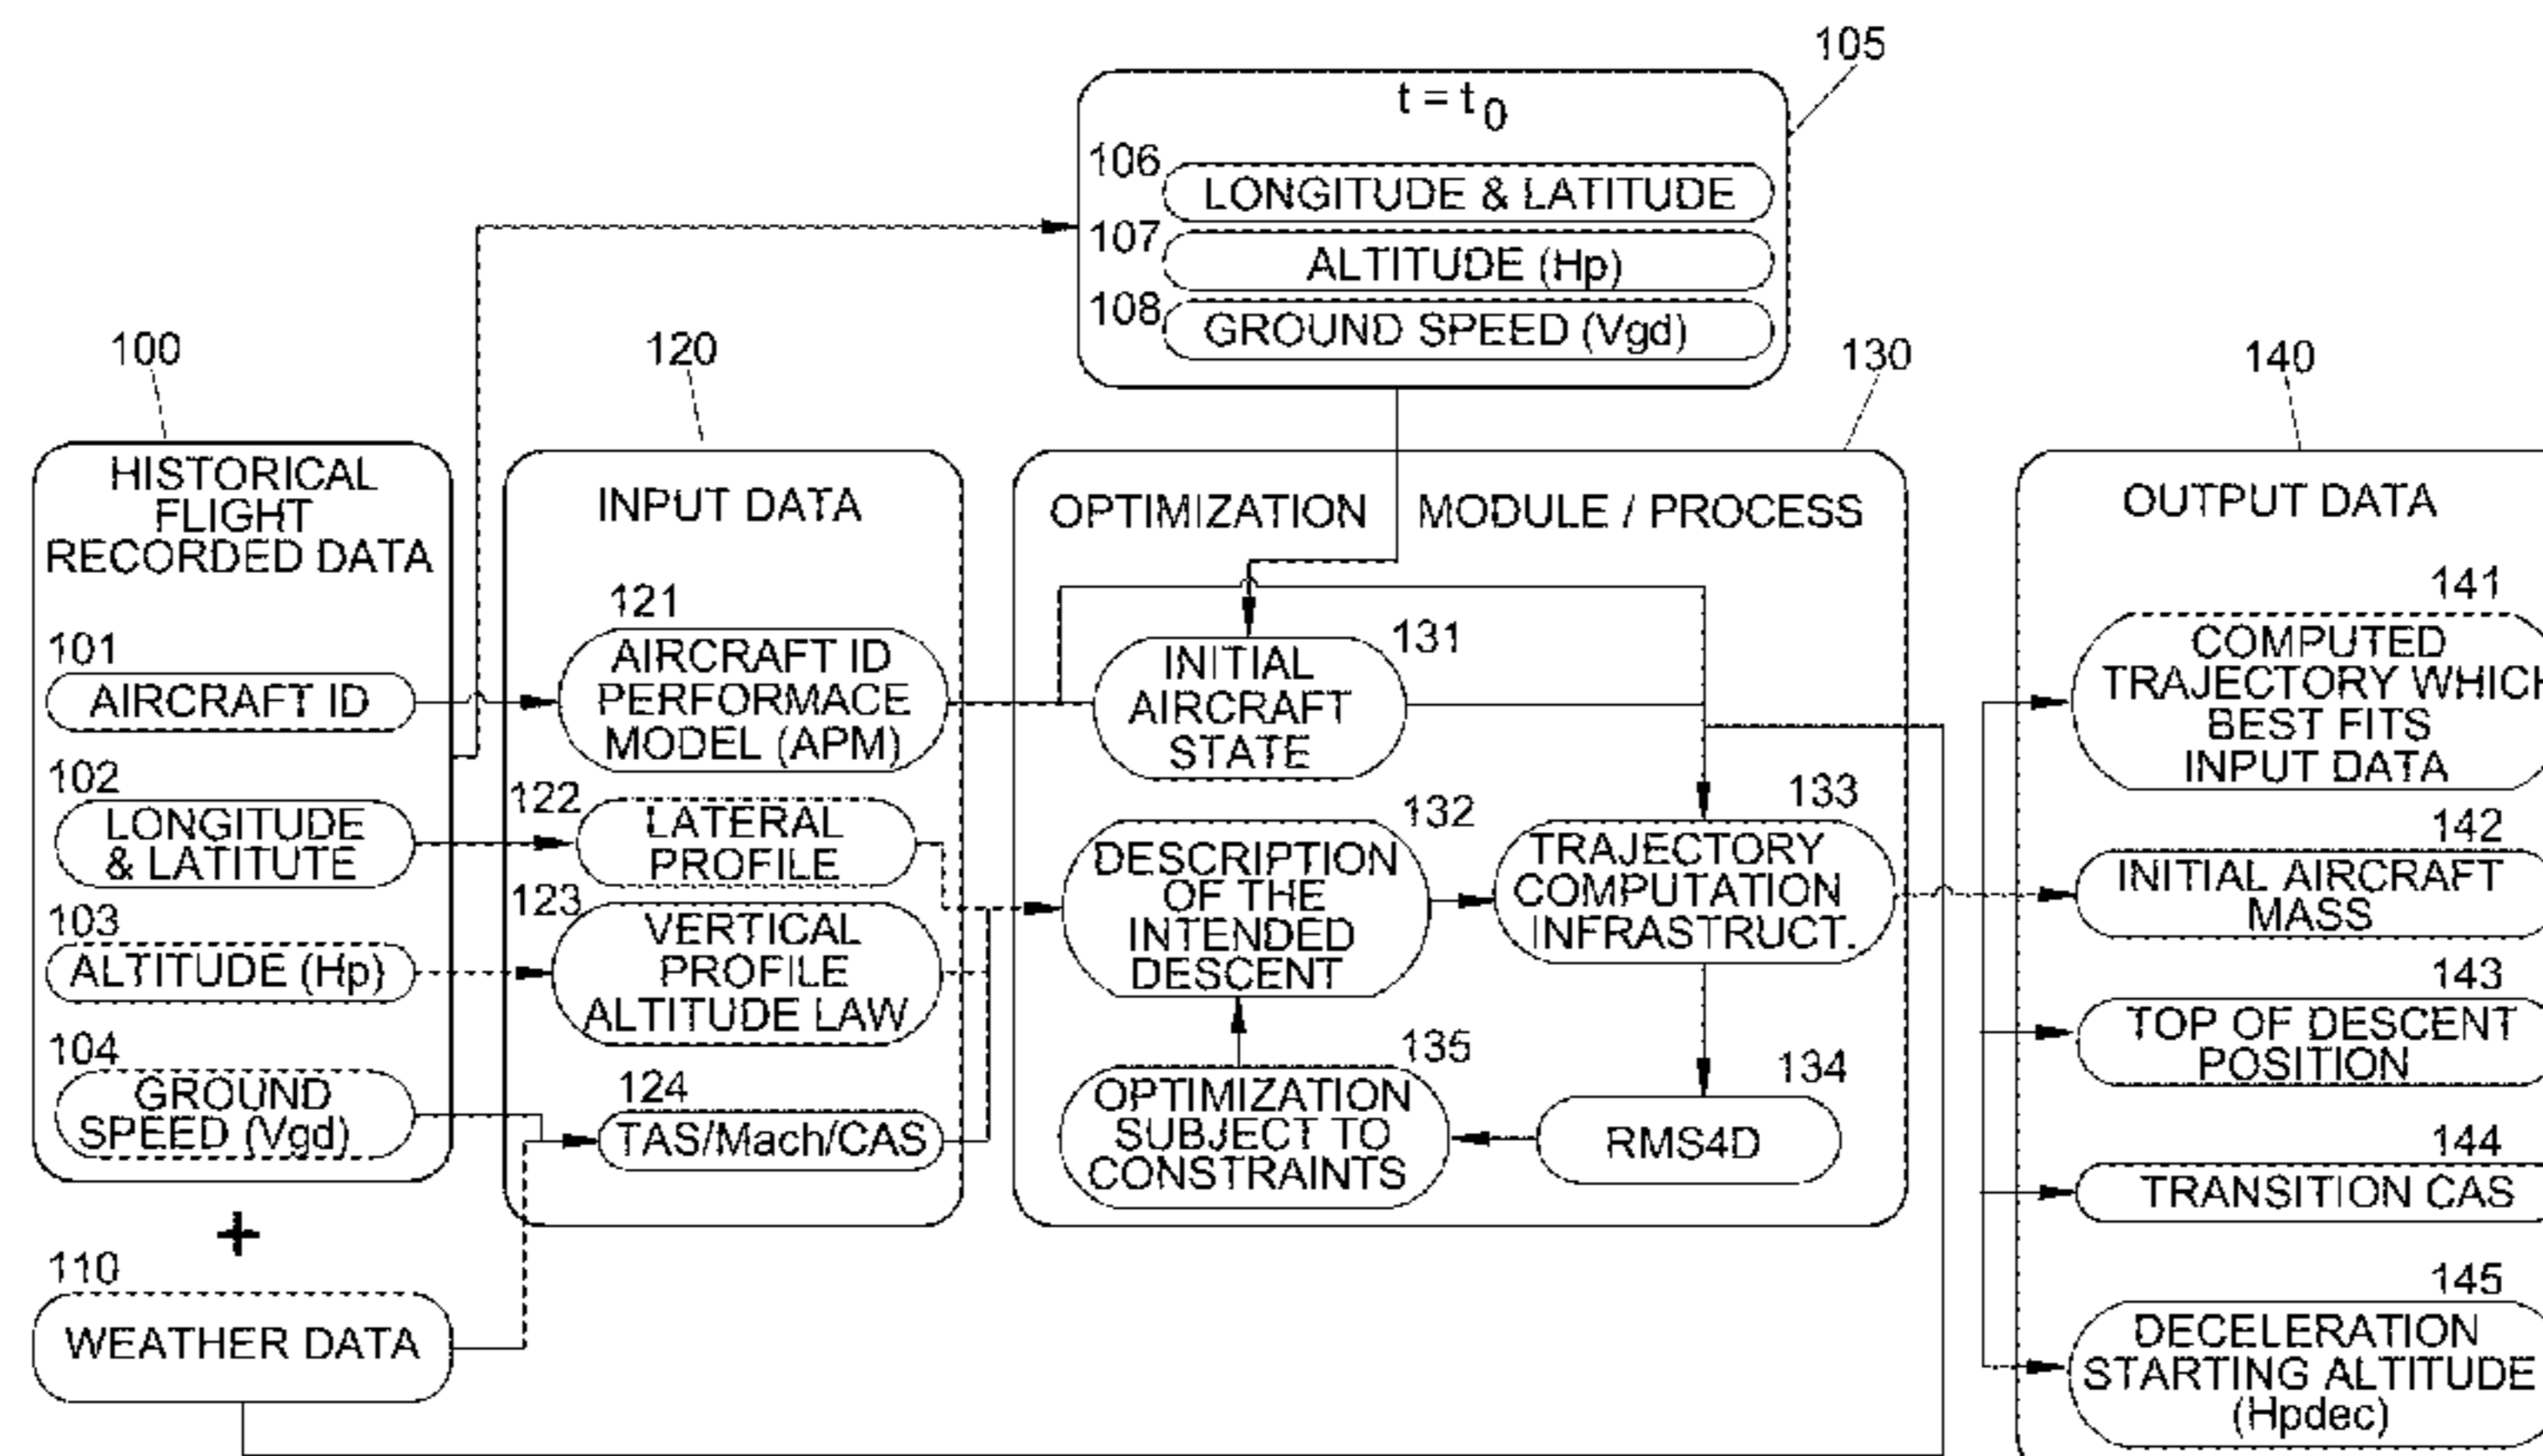 105
t = t0
106
LONGITUDE & LATITUDE
107
ALTITUDE (Hp)
108
GROUND SPEED (Vgd)
100
HISTORICAL
FLIGHT
RECORDED DATA
101
AIRCRAFT ID
102
LONGITUDE
& LATITUTE
103
ALTITUDE (Hp)
104
GROUND
SPEED (Vgd)
+
110
WEATHER DATA
120
INPUT DATA
121
AIRCRAFT ID
PERFORMACE
MODEL (APM)
122
LATERAL
PROFILE
123
VERTICAL
PROFILE
ALTITUDE LAW
124
TAS/Mach/CAS
130
OPTIMIZATION MODULE / PROCESS
131
INITIAL
AIRCRAFT
STATE
132
DESCRIPTION
OF THE
INTENDED
DESCENT
133
TRAJECTORY
COMPUTATION
INFRASTRUCT.
135
OPTIMIZATION
SUBJECT TO
CONSTRAINTS
134
RMS4D
140
OUTPUT DATA
141
COMPUTED
TRAJECTORY WHICH
BEST FITS
INPUT DATA
142
INITIAL AIRCRAFT
MASS
143
TOP OF DESCENT
POSITION
144
TRANSITION CAS
145
DECELERATION
STARTING ALTITUDE
(Hpdec)